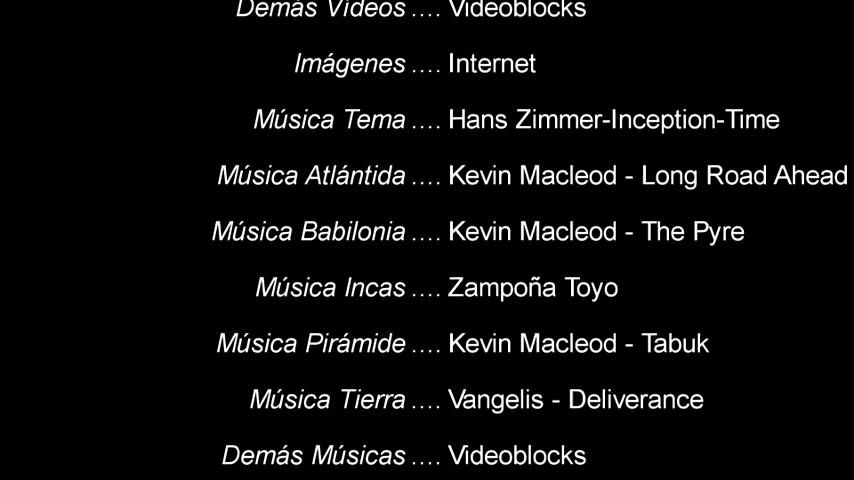 Demás Vídeos .... Videoblocks
Imágenes .... Internet
Música Tema .... Hans Zimmer-Inception-Time
Música Atlántida .... Kevin Macleod - Long Road Ahead
Música Babilonia .... Kevin Macleod - The Pyre
Música Incas .... Zampoña Toyo
Música Pirámide .... Kevin Macleod - Tabuk
Música Tierra .... Vangelis - Deliverance
Demás Músicas .... Videoblocks